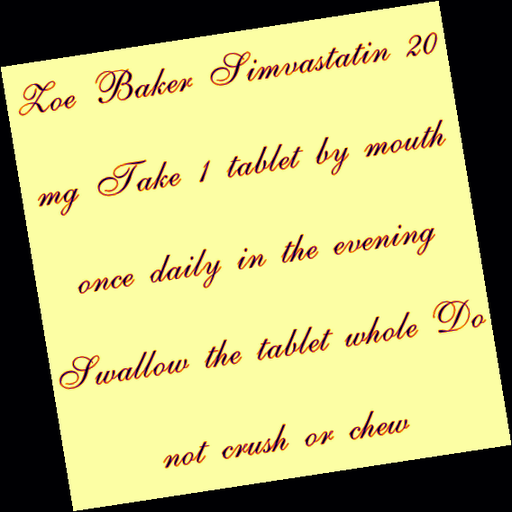 Zoe Baker Simvastatin 20
mg Take 1 tablet by mouth
once daily in the evening
Swallow the tablet whole Do
not crush or chew